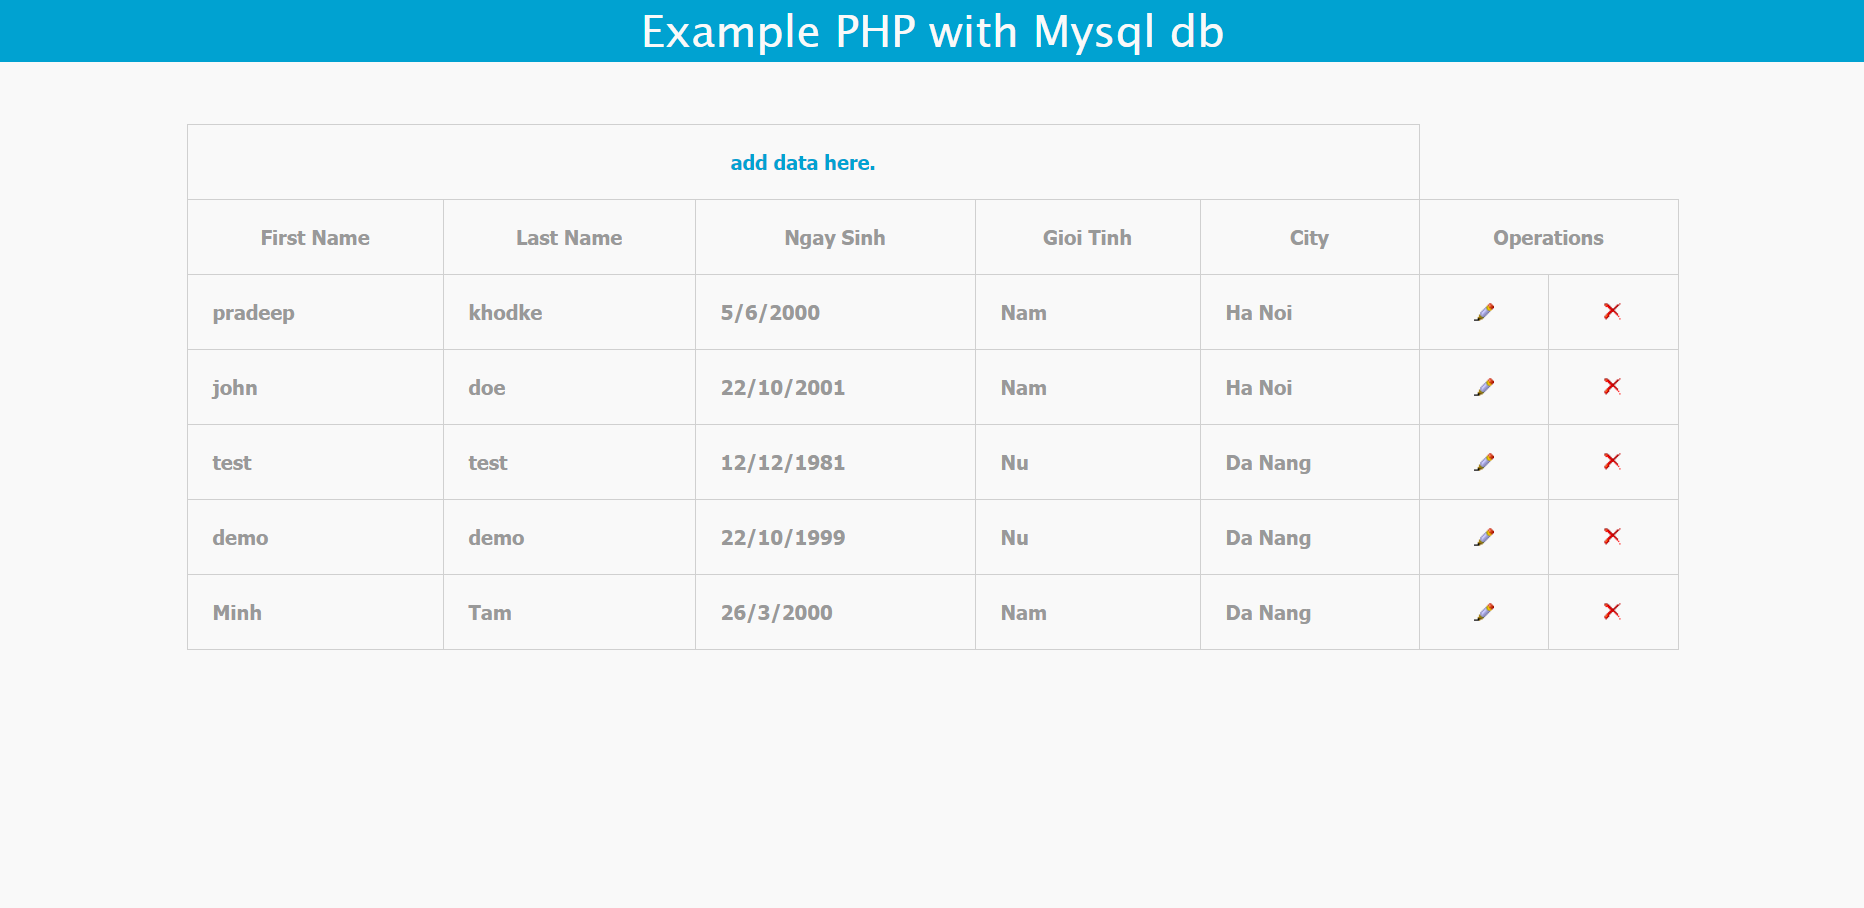 Example PHP with Mysql db
add data here.
First Name Last Name Ngay Sinh Gioi Tinh City Operations
pradeep khodke 5/6/2000 Nam Ha Noi
john doe 22/10/2001 Nam Ha Noi
test test 12/12/1981 Nu Da Nang
demo demo 22/10/1999 Nu Da Nang
Minh Tam 26/3/2000 Nam Da Nang